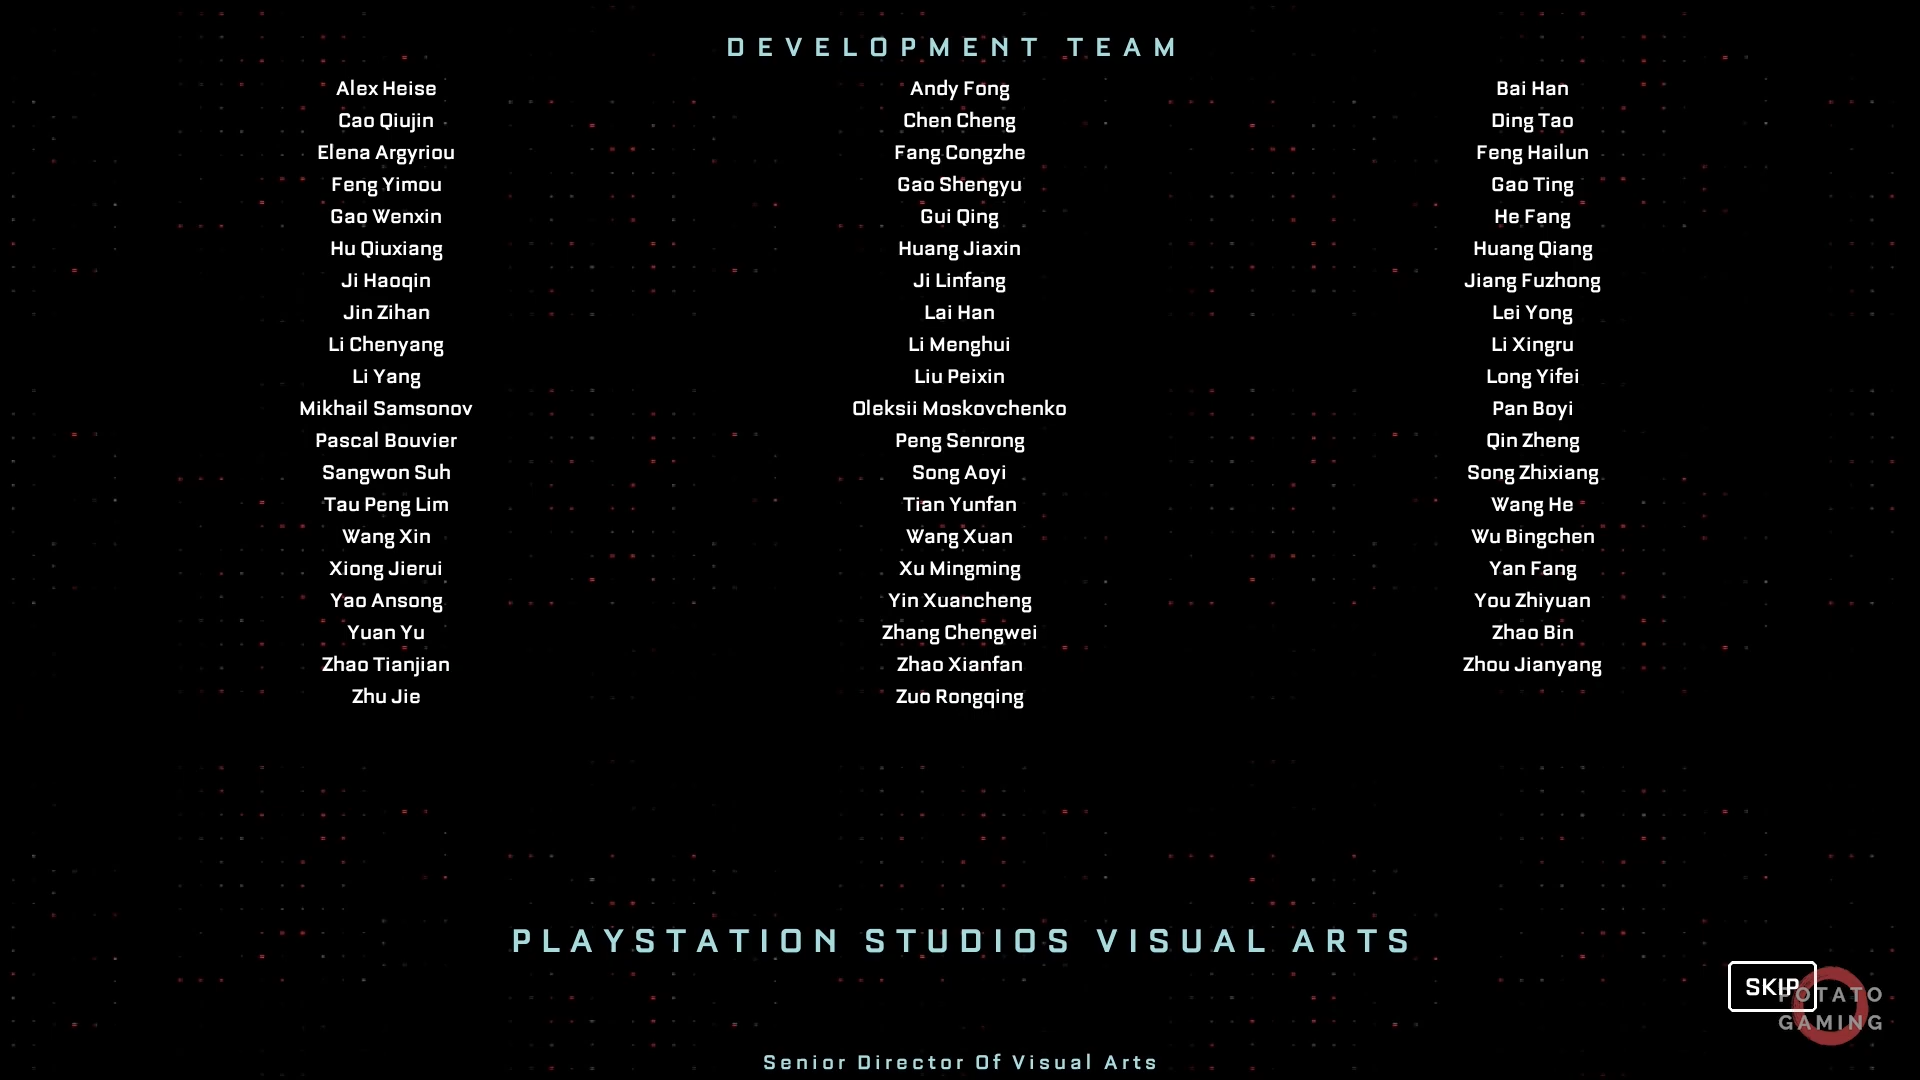 DEVELOPMENT TEAM
Alex Heise Andy Fong Bai Han
Cao Qiujin Chen Cheng Ding Tao
Elena Argyriou Fang Congzhe Feng Hailun
Feng Yimou Gao Shengyu Gao Ting
Gao Wenxin Gui Qing He Fang
Hu Qiuxiang Huang Jiaxin Huang Qiang
Ji Haoqin Ji Linfang Jiang Fuzhong
Jin Zihan Lai Han Lei Yong
Li Chenyang Li Menghui Li Xingru
Li Yang Liu Peixin Long Yifei
Mikhail Samsonov Oleksii Moskovchenko Pan Boyi
Pascal Bouvier Peng Senrong Qin Zheng
Sangwon Suh Song Aoyi Song Zhixiang
Tau Peng Lim Tian Yunfan Wang He
Wang Xin Wang Xuan Wu Bingchen
Xiong Jierui Xu Mingming Yan Fang
Yao Ansong Yin Xuancheng You Zhiyuan
Yuan Yu Zhang Chengwei Zhao Bin
Zhao Tianjian Zhao Xianfan Zhou Jianyang
Zhu Jie Zuo Rongqing
PLAYSTATION STUDIOS VISUAL ARTS
SKIP
POTATO
GAMING
Senior Director Of Visual Arts